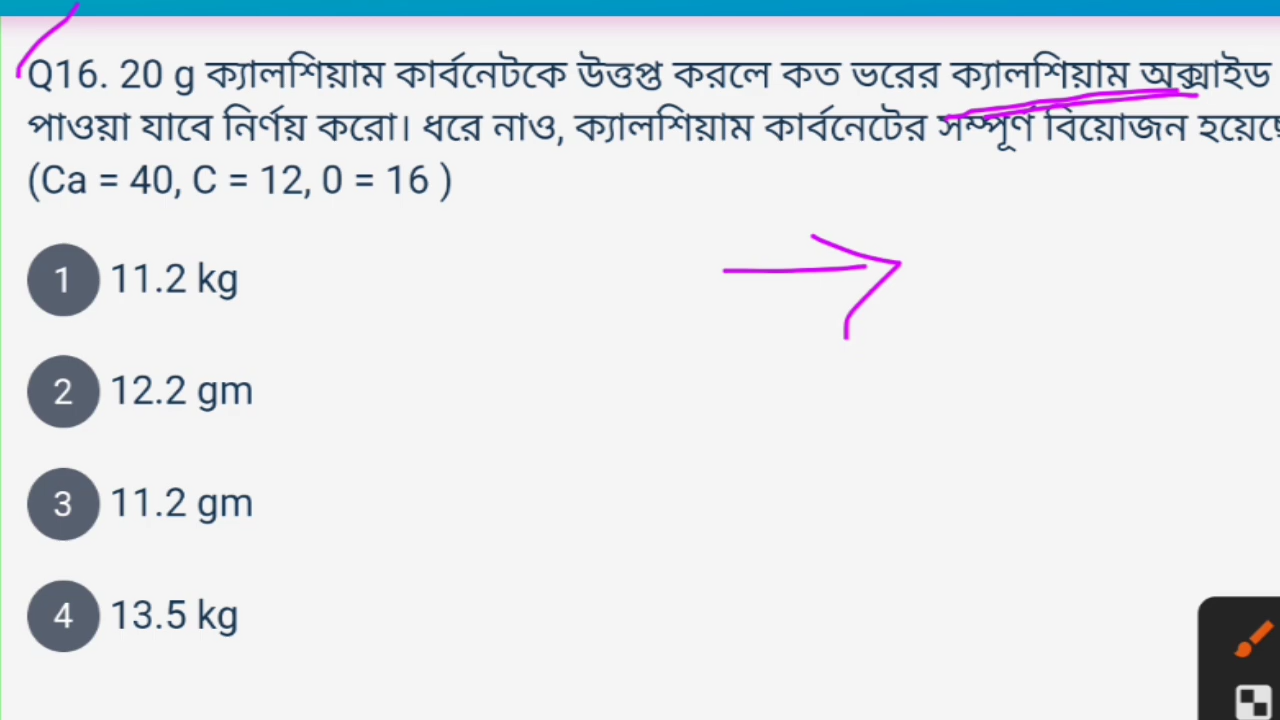 Q16. 20 g ক্যালশিয়াম কার্বনেটকে উত্তপ্ত করলে কত ভরের ক্যালশিয়াম অক্সাইড
পাওয়া যাবে নির্ণয় করো। ধরে নাও, ক্যালশিয়াম কার্বনেটের সম্পূর্ণ বিয়োজন
(Ca = 40, C = 12, 0 = 16 )
1 11.2 kg
2 12.2 gm
3 11.2 gm
4 13.5 kg